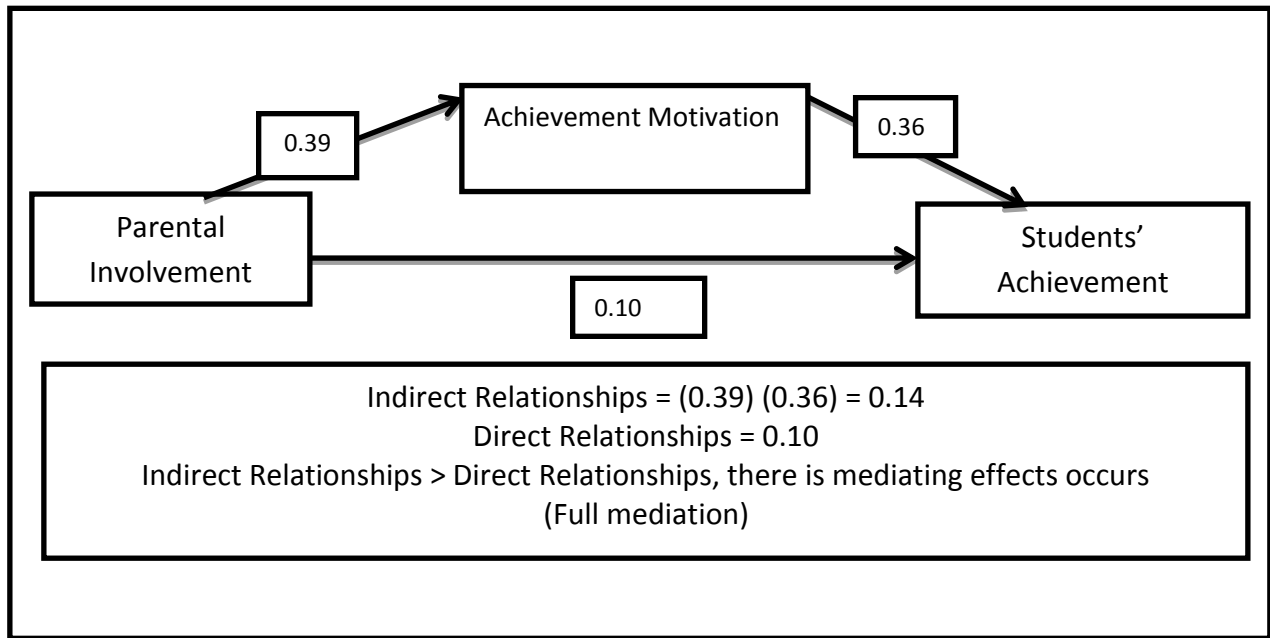 Achievement Motivation
0.39
0.36
Parental
Involvement
Students’
Achievement
0.10
Indirect Relationships = (0.39) (0.36) = 0.14
Direct Relationships = 0.10
Indirect Relationships > Direct Relationships, there is mediating effects occurs
(Full mediation)